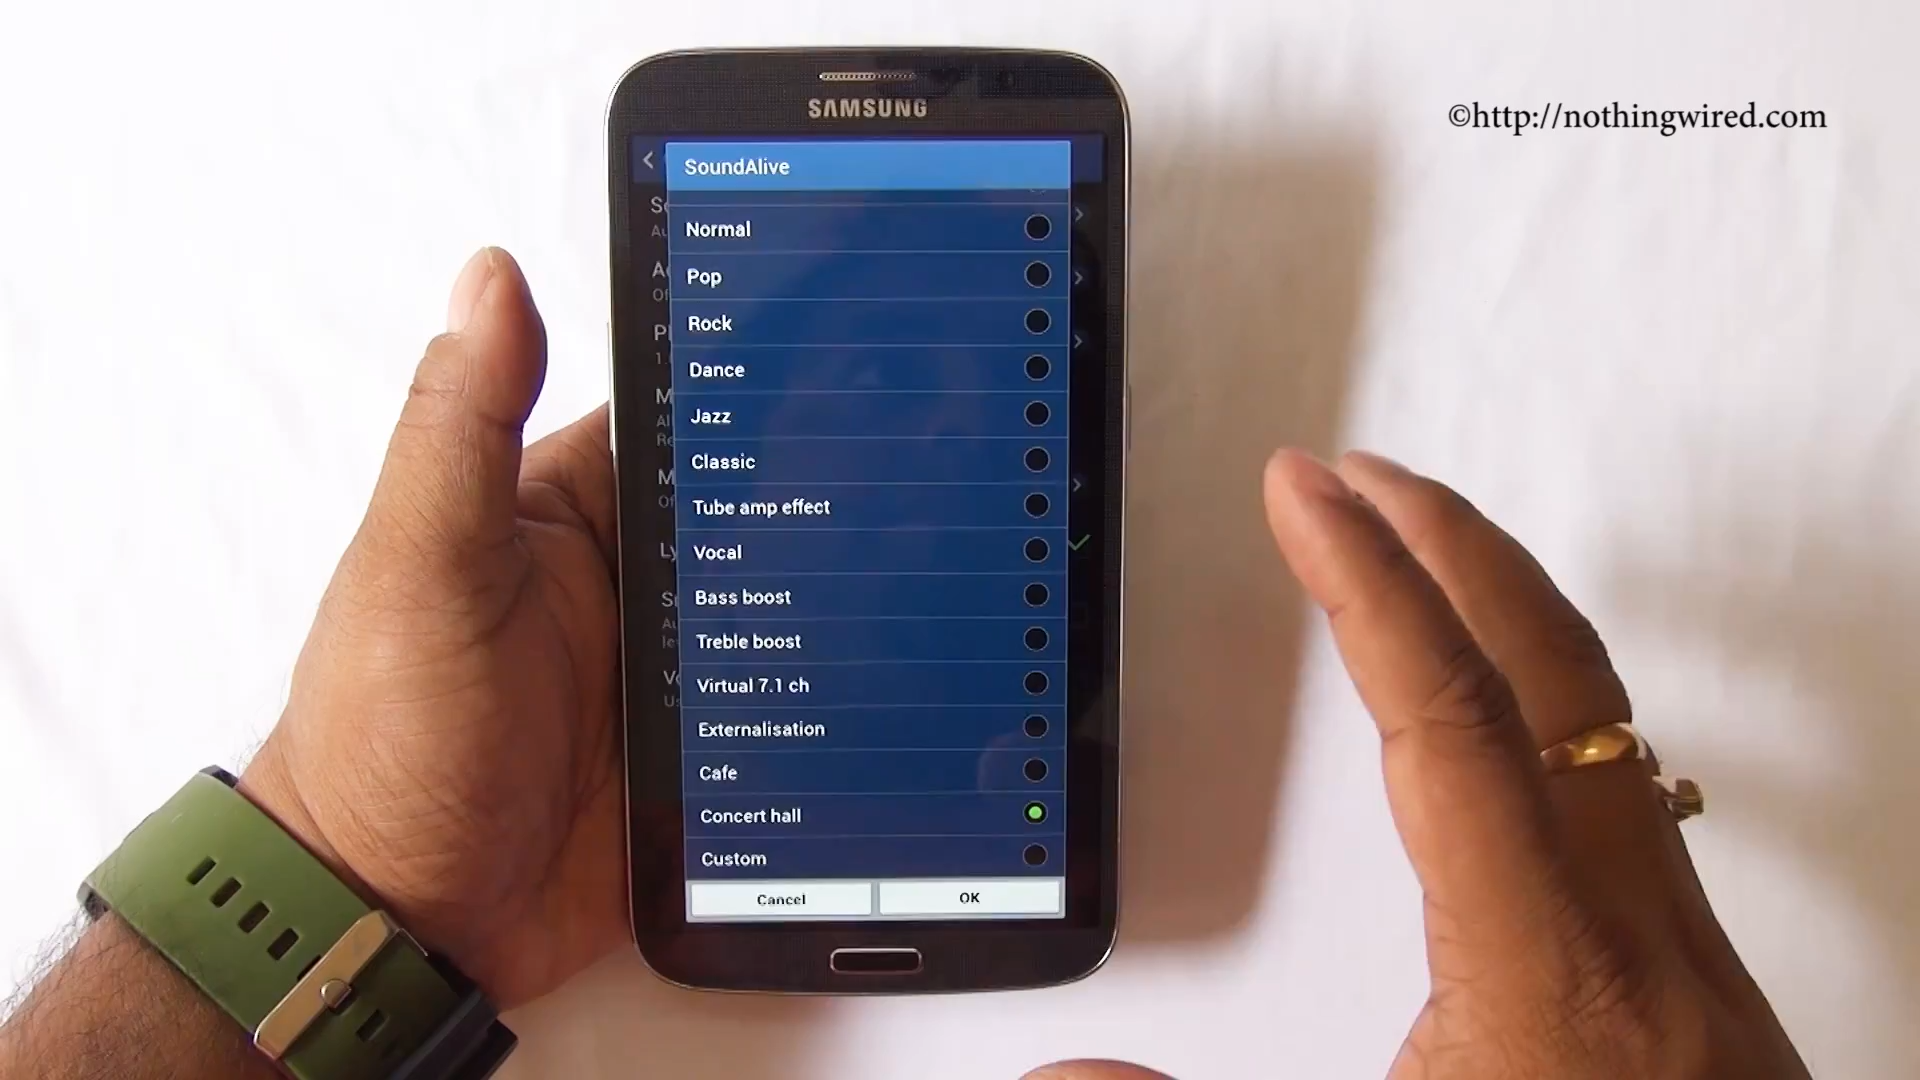 SAMSUNG
©http://nothingwired.com
SoundAlive
Normal
Pop
Rock
Dance
Jazz
Classic
Tube amp effect
Vocal
Bass boost
Treble boost
Virtual 7.1 ch
Externalisation
Cafe
Concert hall
Custom
Cancel
OK